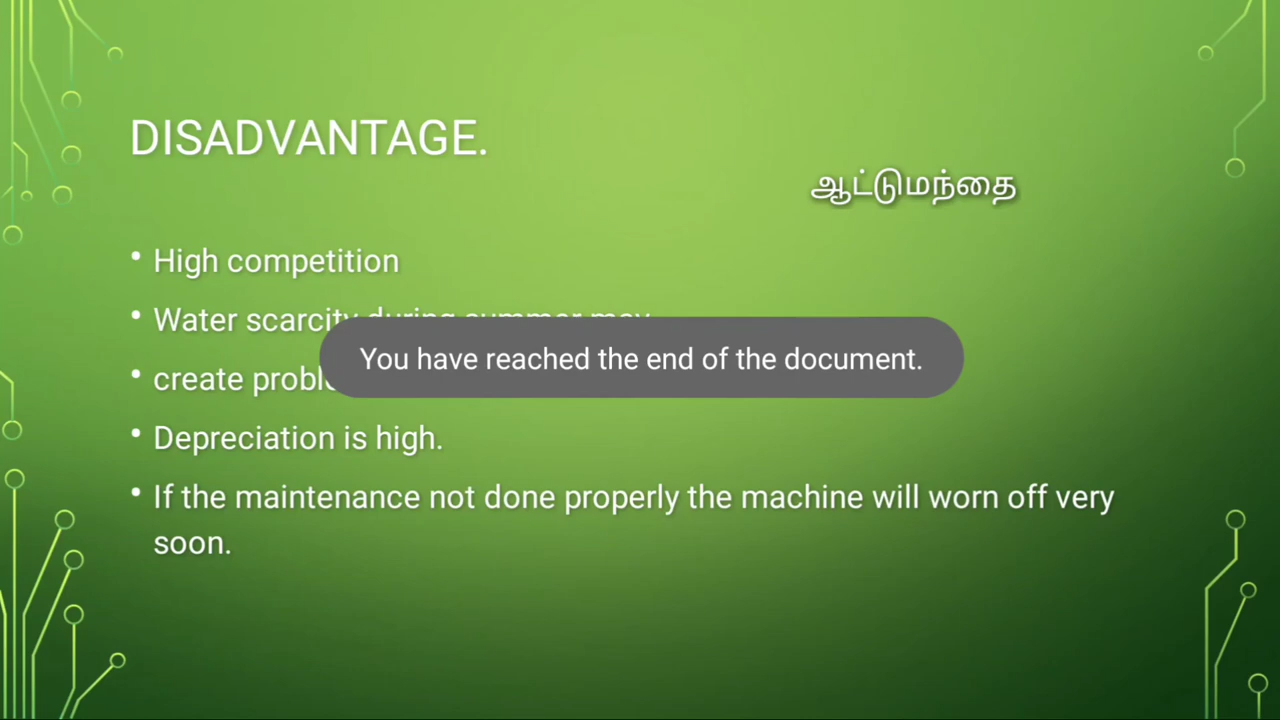 DISADVANTAGE.
ஆட்டுமந்தை
• High competition
• Water scarcity during summer may
You have reached the end of the document.
• create
• Depreciation is high.
• If the maintenance not done properly the machine will worn off very
soon.